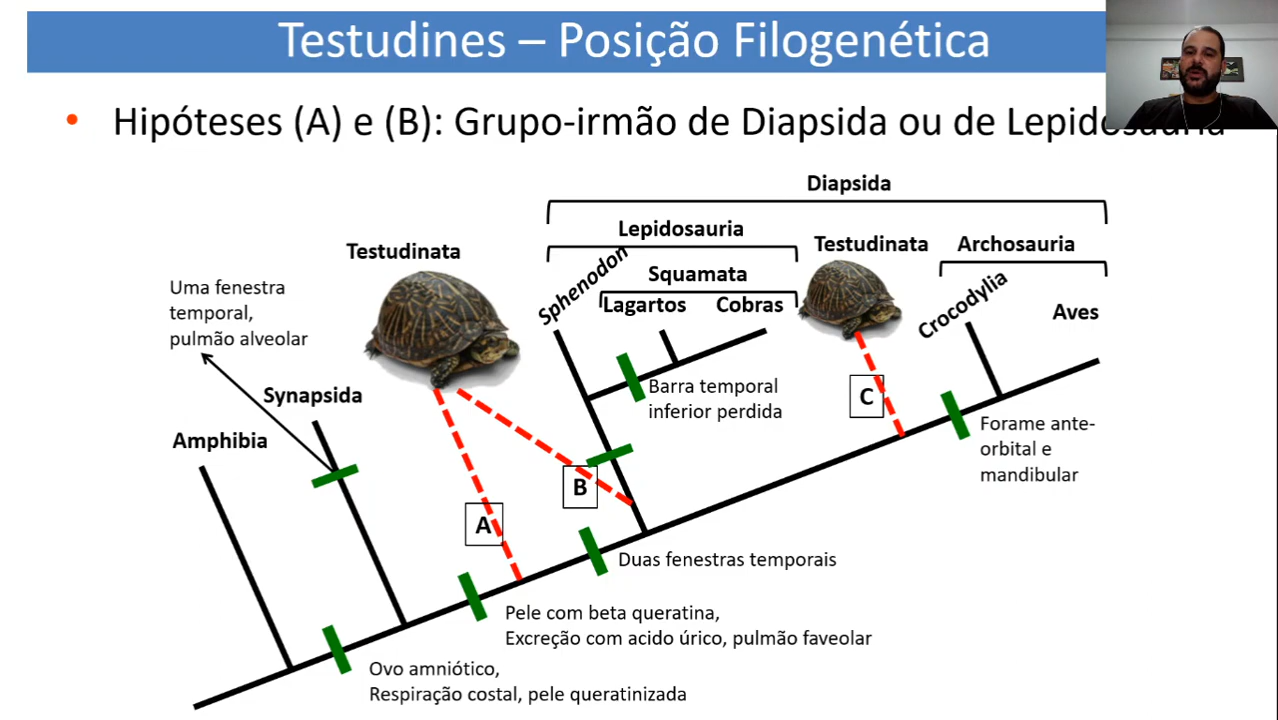 Testudines – Posição Filogenética
• Hipóteses (A) e (B): Grupo-irmão de Diapsida ou de Lepidosauria
Diapsida
Lepidosauria
Testudinata
Archosauria
Testudinata
Squamata
Sphenodon
Lagartos
Cobras
Crocodylia
Aves
Uma fenestra
temporal,
pulmão alveolar
Synapsida
Amphibia
Barra temporal
inferior perdida
C
Forame ante-
orbital e
mandibular
B
A
Duas fenestras temporais
Pele com beta queratina,
Excreção com acido úrico, pulmão faveolar
Ovo amniótico,
Respiração costal, pele queratinizada